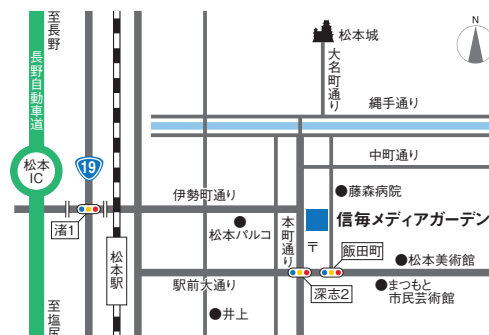 至長野
長野自動車道
松本
IC
19
渚1
至塩尻
松本駅
伊勢町通り
松本パルコ
駅前大通り
井上
本町通り
深志2
松本城
大名町通り
縄手通り
中町通り
藤森病院
信毎メディアガーデン
〒
飯田町
松本美術館
まつもと
市民芸術館
N